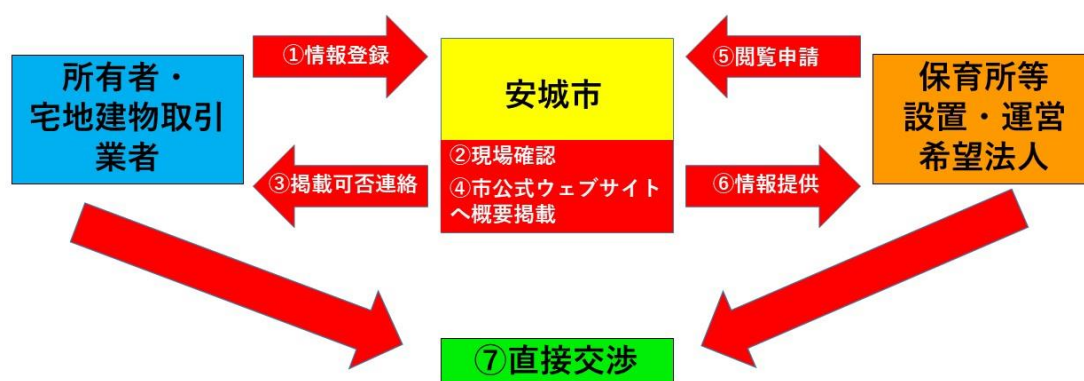 ①情報登録
⑤閲覧申請
所有者・
宅地建物取引
業者
安城市
保育所等
設置・運営
希望法人
②現場確認
③掲載可否連絡
④市公式ウェブサイト
へ概要掲載
⑥情報提供
⑦直接交渉